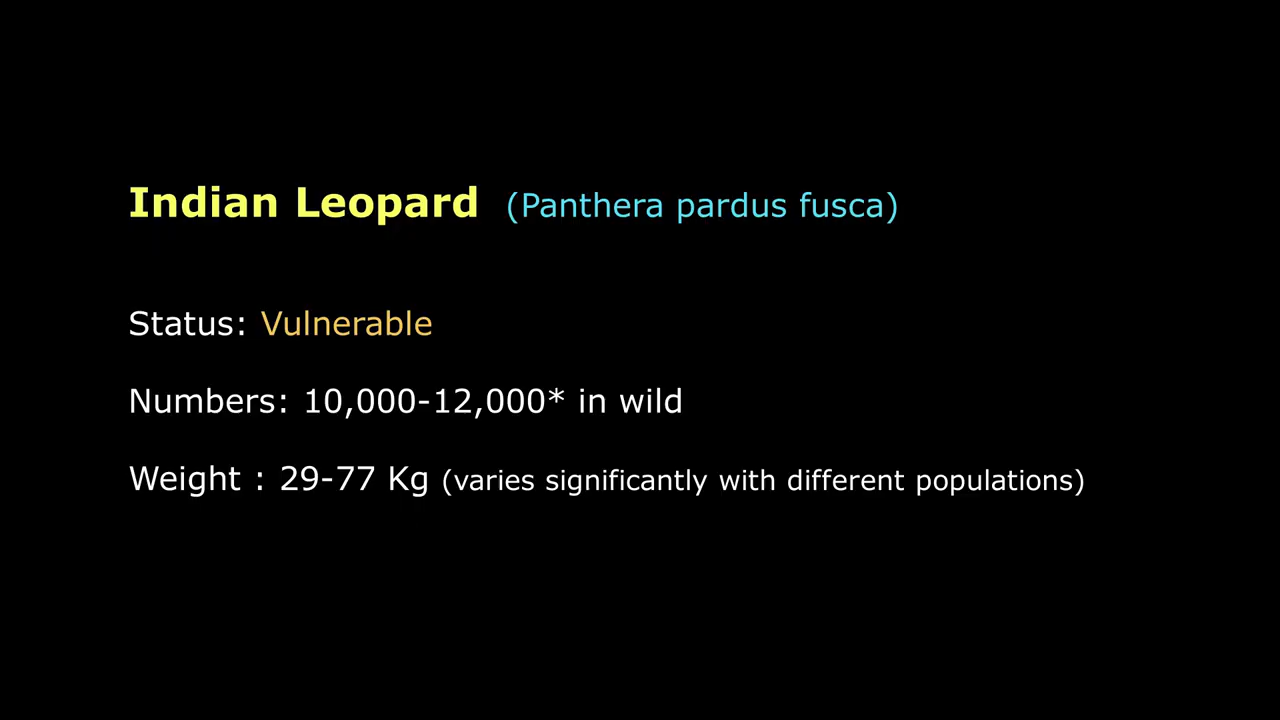 Indian Leopard (Panthera pardus fusca)
Status: Vulnerable
Numbers: 10,000-12,000* in wild
Weight : 29-77 Kg (varies significantly with different populations)